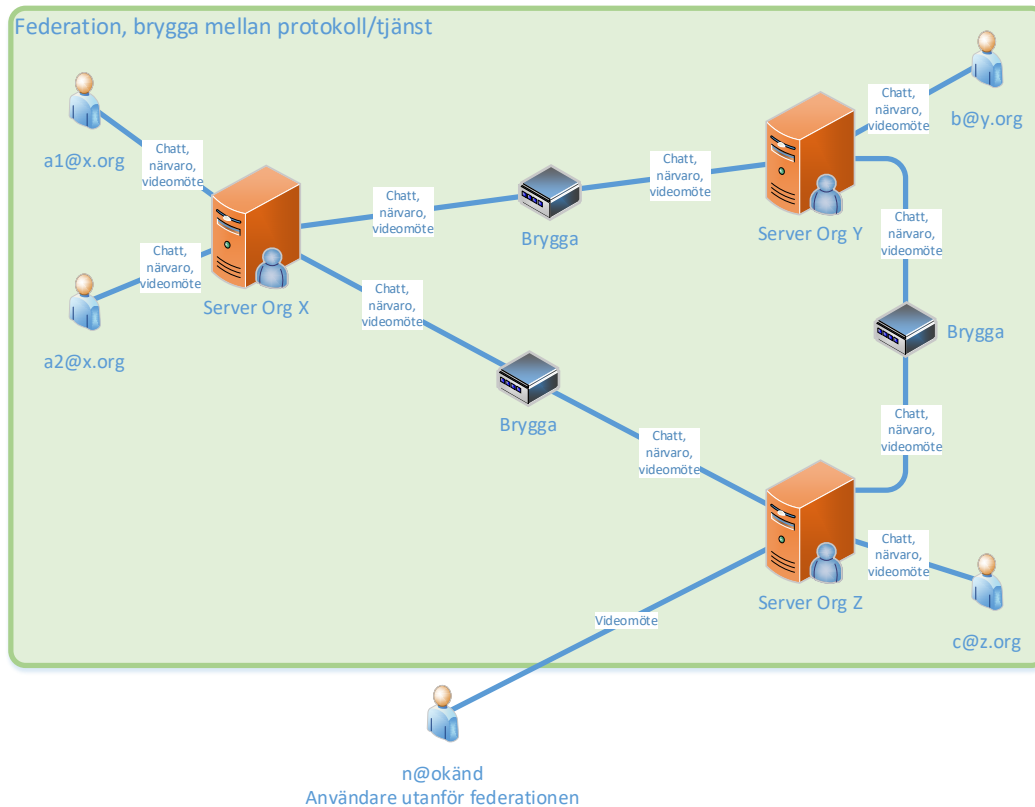 Federation, brygga mellan protokoll/tjänst
a1@x.org
Chatt,
närvaro,
videomöte
Chatt,
närvaro,
videomöte
a2@x.org
Server Org X
Chatt,
närvaro,
videomöte
Brygga
Chatt,
närvaro,
videomöte
Server Org Y
Chatt,
närvaro,
videomöte
b@y.org
Chatt,
närvaro,
videomöte
Brygga
Chatt,
närvaro,
videomöte
Chatt,
närvaro,
videomöte
Brygga
Chatt,
närvaro,
videomöte
Server Org Z
Chatt,
närvaro,
videomöte
c@z.org
Videomöte
n@okänd
Användare utanför federationen